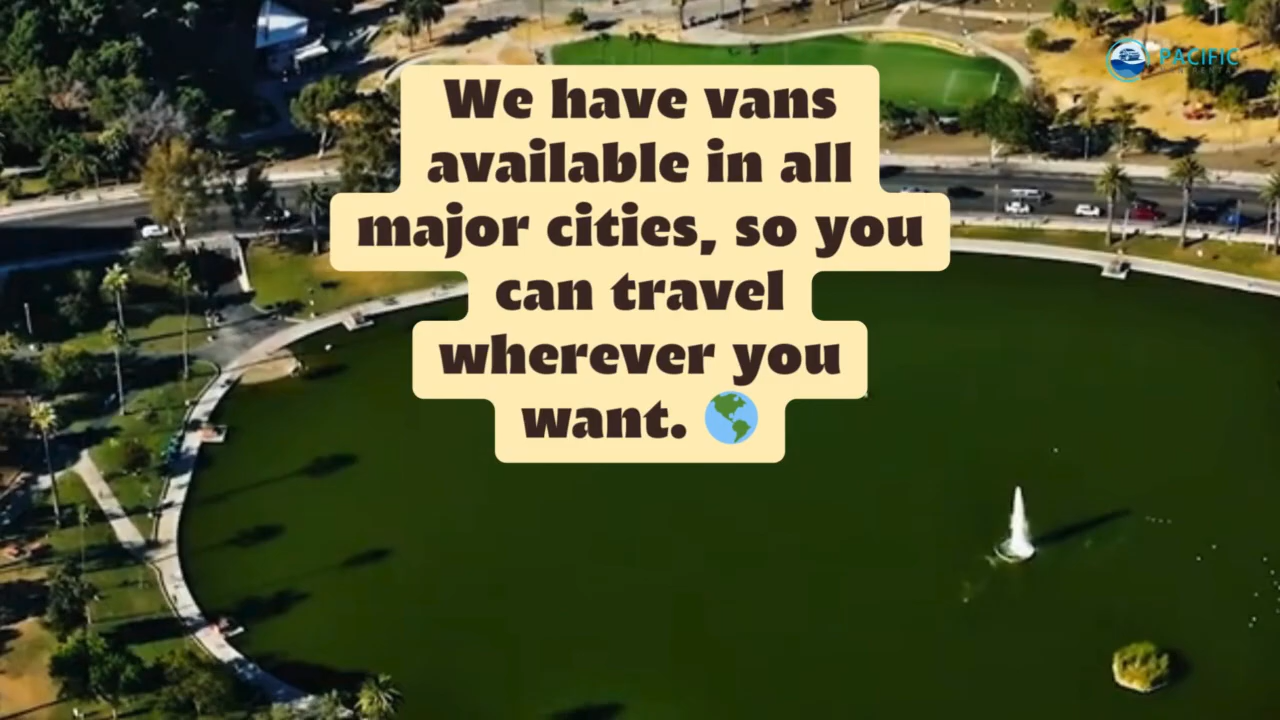 PACIFIC
We have vans
available in all
major cities, so you
can travel
wherever you
want. 🌎